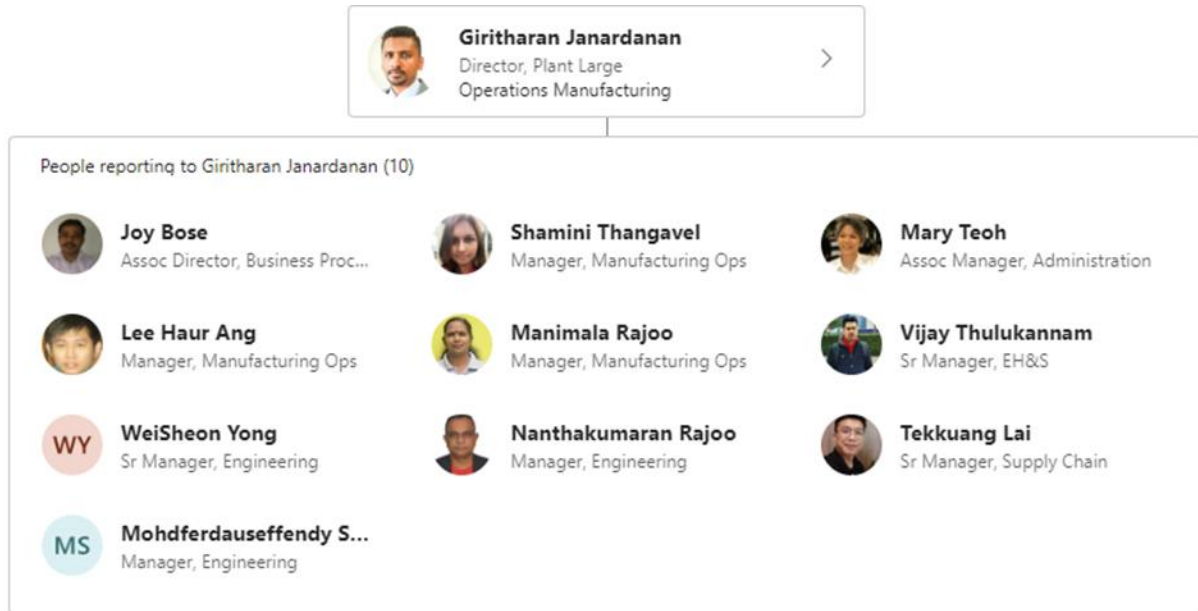 Giritharan Janardanan
Director, Plant Large
Operations Manufacturing
People reporting to Giritharan Janardanan (10)
Joy Bose
Assoc Director, Business Proc...
Shamini Thangavel
Manager, Manufacturing Ops
Mary Teoh
Assoc Manager, Administration
Lee Haur Ang
Manager, Manufacturing Ops
Manimala Rajoo
Manager, Manufacturing Ops
Vijay Thulukannam
Sr Manager, EH&S
WY
WeiSheon Yong
Sr Manager, Engineering
Nanthakumaran Rajoo
Manager, Engineering
Tekkuang Lai
Sr Manager, Supply Chain
MS
Mohdferdauseffendy S...
Manager, Engineering